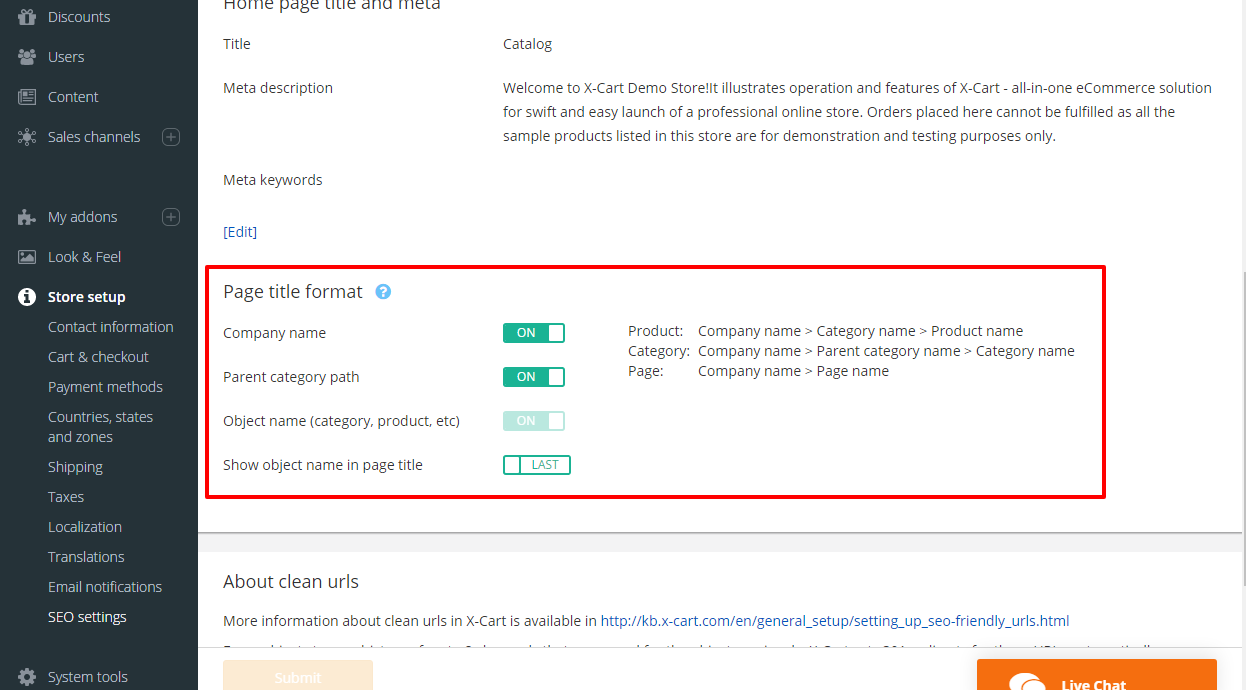 Discounts
Users
Content
Sales channels
My addons
Look & Feel
Store setup
Contact information
Cart & checkout
Payment methods
Countries, states
and zones
Shipping
Taxes
Localization
Translations
Email notifications
SEO settings
System tools
Home page title and meta
Title Catalog
Meta description Welcome to X-Cart Demo Store!It illustrates operation and features of X-Cart - all-in-one eCommerce solution
for swift and easy launch of a professional online store. Orders placed here cannot be fulfilled as all the
sample products listed in this store are for demonstration and testing purposes only.
Meta keywords
[Edit]
Page title format ?
Company name ON
Parent category path ON
Object name (category, product, etc) ON
Show object name in page title LAST
Product: Company name > Category name > Product name
Category: Company name > Parent category name > Category name
Page: Company name > Page name
About clean urls
More information about clean urls in X-Cart is available in http://kb.x-cart.com/en/general_setup/setting_up_seo-friendly_urls.html
Submit
Live Chat